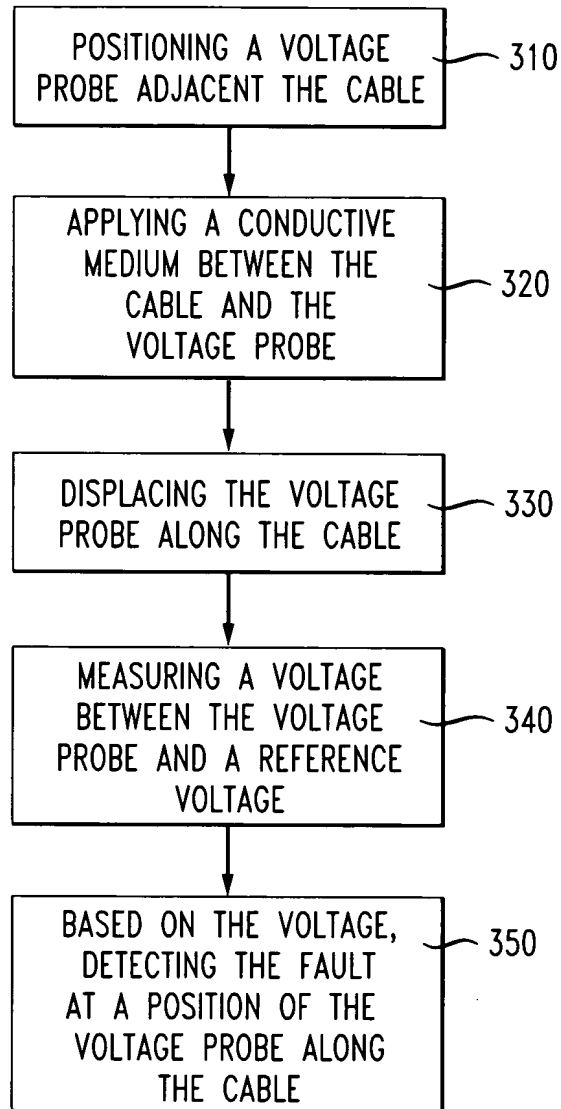 POSITIONING A VOLTAGE
PROBE ADJACENT THE CABLE
310
APPLYING A CONDUCTIVE
MEDIUM BETWEEN THE
CABLE AND THE
VOLTAGE PROBE
320
DISPLACING THE VOLTAGE
PROBE ALONG THE CABLE
330
MEASURING A VOLTAGE
BETWEEN THE VOLTAGE
PROBE AND A REFERENCE
VOLTAGE
340
BASED ON THE VOLTAGE,
DETECTING THE FAULT
AT A POSITION OF THE
VOLTAGE PROBE ALONG
THE CABLE
350